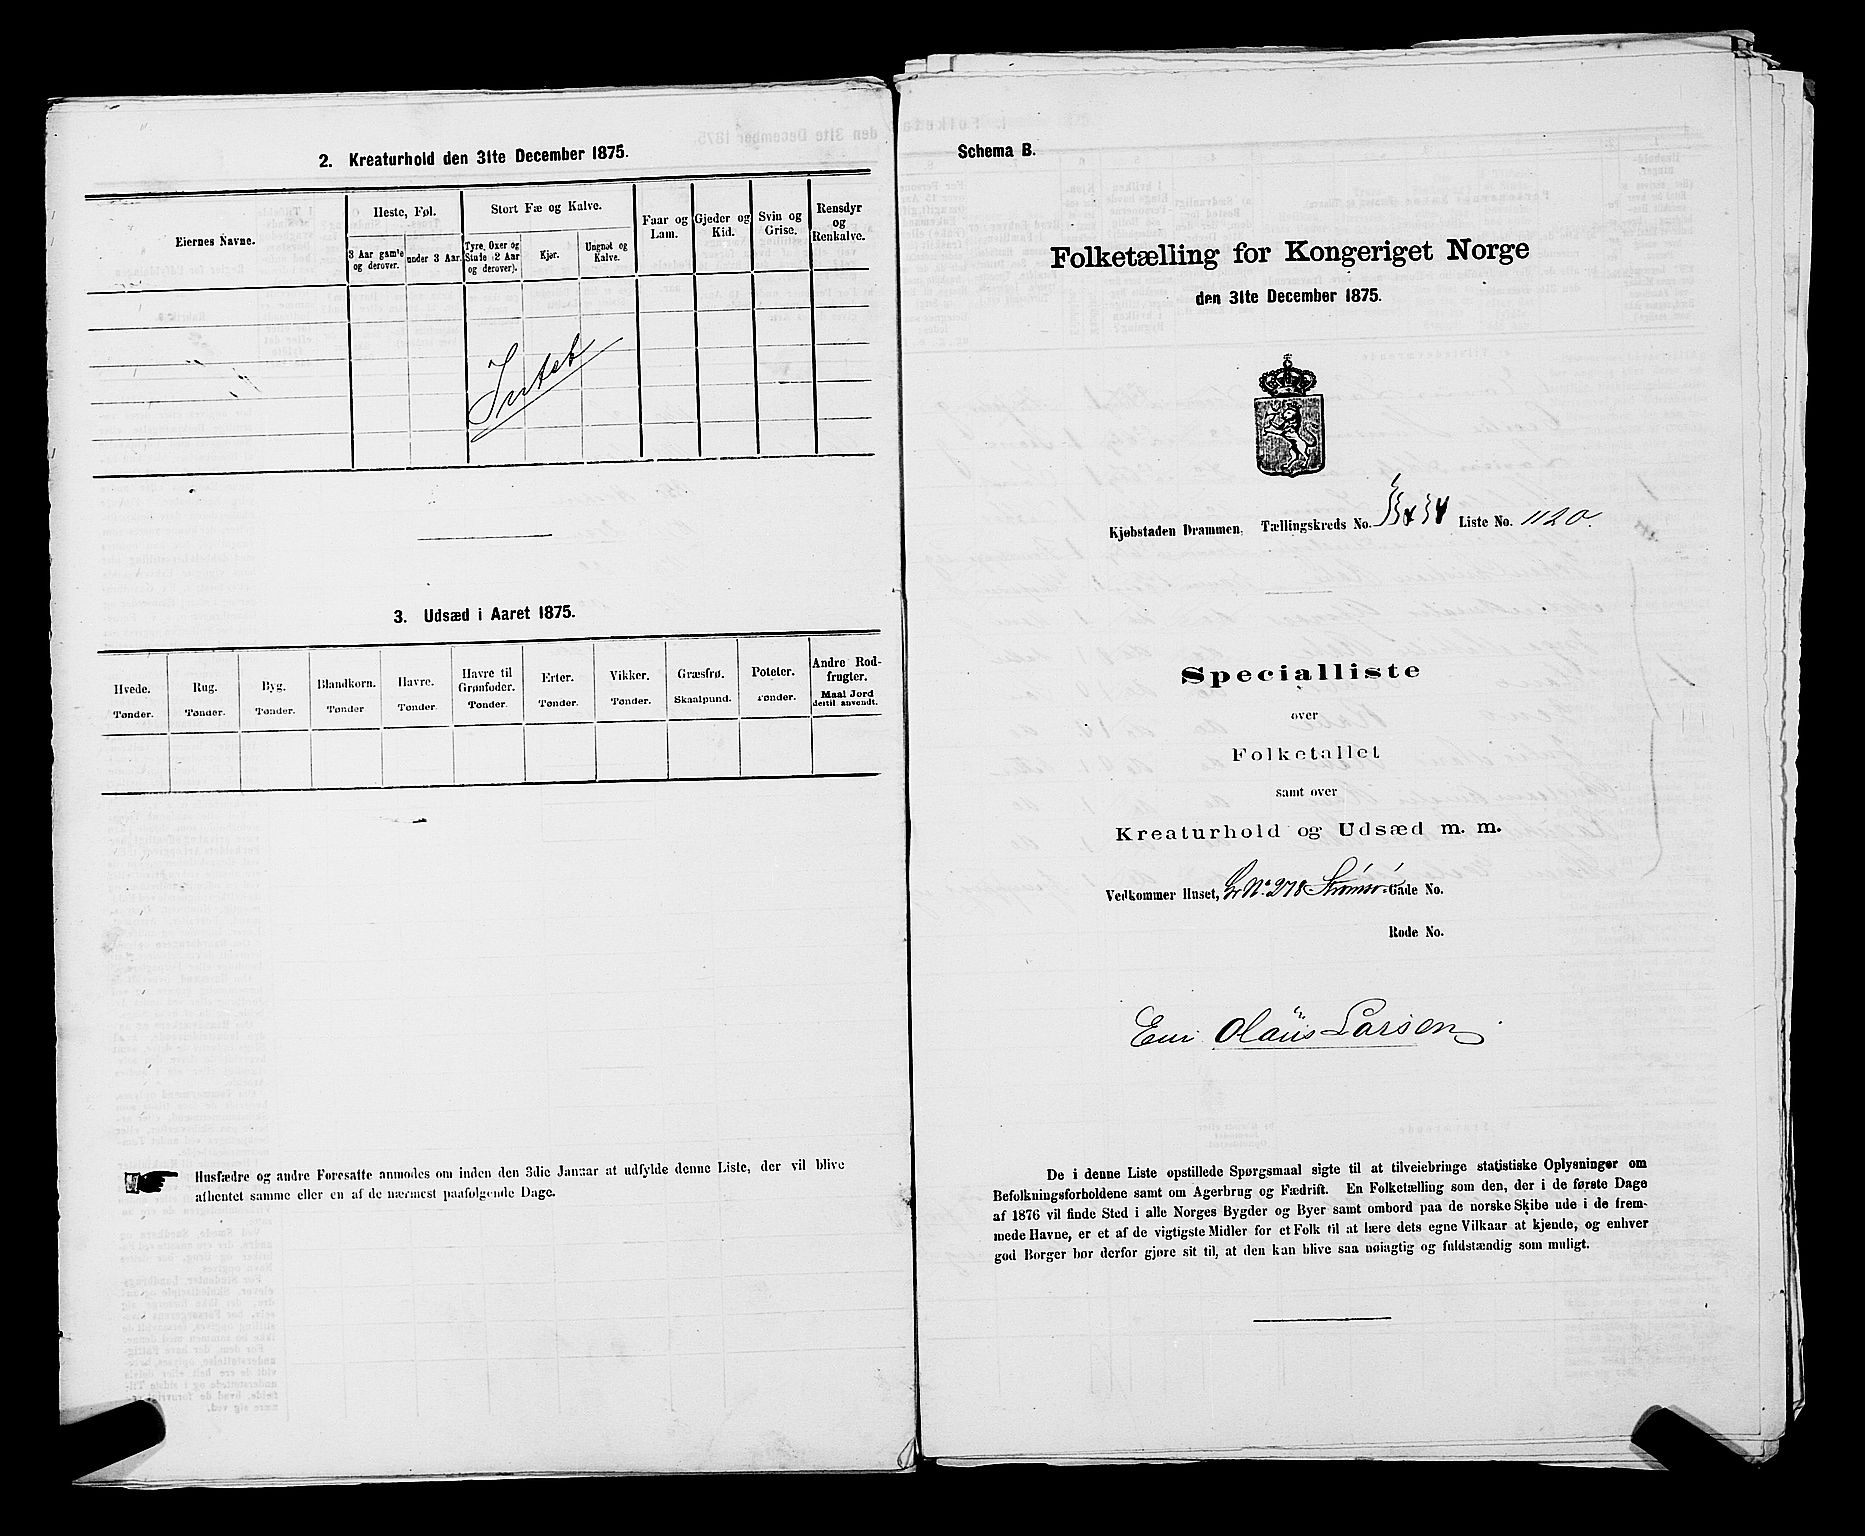 2. Kreaturhold den 31te December 1875.
Eiernes Navne.
Heste, Føl.
3 Aar gamle og derover.
under 3 Aar.
Stort Fæ og Kalve.
Tyre, Oxer og Stude (2 Aar og derover).
Kjør.
Ungnøt og Kalve.
Faar og Lam.
Gjeder og Kid.
Svin og Grise.
Rensdyr og Renkalve.
Intet
3. Udsæd i Aaret 1875.
Hvede. Tønder.
Rug. Tønder.
Byg. Tønder.
Blandkorn. Tønder
Havre. Tønder.
Havre til Grønfoder. Tønder.
Erter. Tønder.
Vikker. Tønder.
Græsfrø. Skaalpund.
Poteter. Tønder.
Andre Rodfrugter. Maal Jord dertil anvendt.
Husfædre og andre Foresatte anmodes om inden den 3die Januar at udfylde denne Liste, der vil blive
afhentet samme eller en af de nærmest paafølgende Dage.
Schema B.
Folketælling for Kongeriget Norge
den 31te December 1875.
Kjøbstaden Drammen, Tællingskreds No. Liste No. 1120.
Specialliste
over
Folketallet
samt over
Kreaturhold og Udsæd m. m.
Vedkommer Huset, Gr No. 278 Strømsø Gade No.
Rode No.
Eier Olaüs Larsen
De i denne Liste opstillede Spørgsmaal sigte til at tilveiebringe statistiske Oplysninger om
Befolkningsforholdene samt om Agerbrug og Fædrift. En Folketælling som den, der i de første Dage
af 1876 vil finde Sted i alle Norges Bygder og Byer samt ombord paa de norske Skibe ude i de frem-
mede Havne, er et af de vigtigste Midler for et Folk til at lære dets egne Vilkaar at kjende, og enhver
god Borger bør derfor gjøre sit til, at den kan blive saa nøiagtig og fuldstændig som muligt.